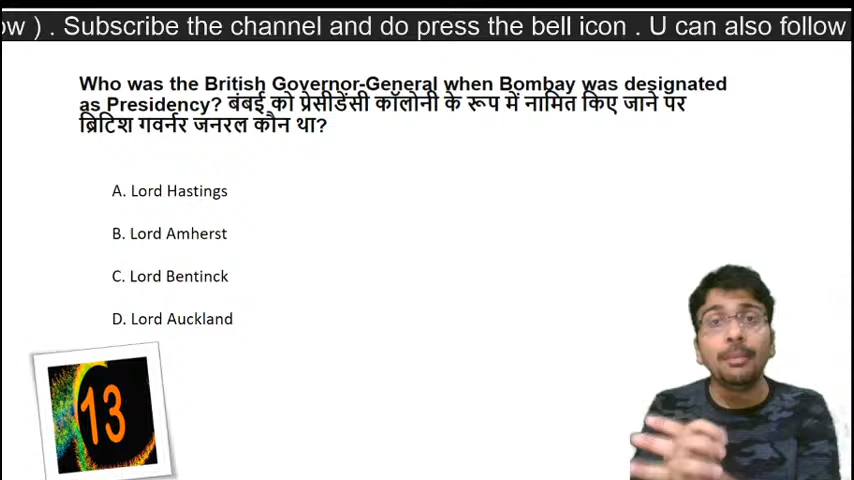 ow ) . Subscribe the channel and do press the bell icon . U can also follow
Who was the British Governor-General when Bombay was designated
as Presidency? बंबई को प्रेसीडेंसी कॉलोनी के रूप में नामित किए जाने पर
ब्रिटिश गवर्नर जनरल कौन था?
A. Lord Hastings
B. Lord Amherst
C. Lord Bentinck
D. Lord Auckland
13